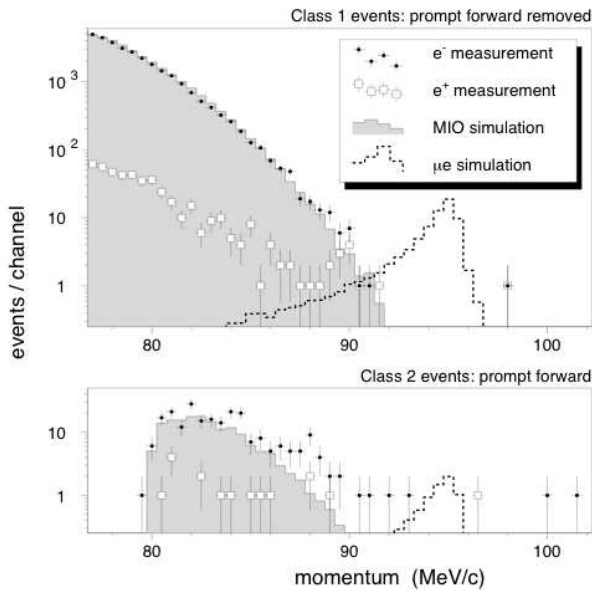 Class 1 events: prompt forward removed
e⁻ measurement
e⁺ measurement
MIO simulation
μe simulation
10³
10²
10
1
80
90
100
events / channel
Class 2 events: prompt forward
10
1
80
90
100
momentum (MeV/c)